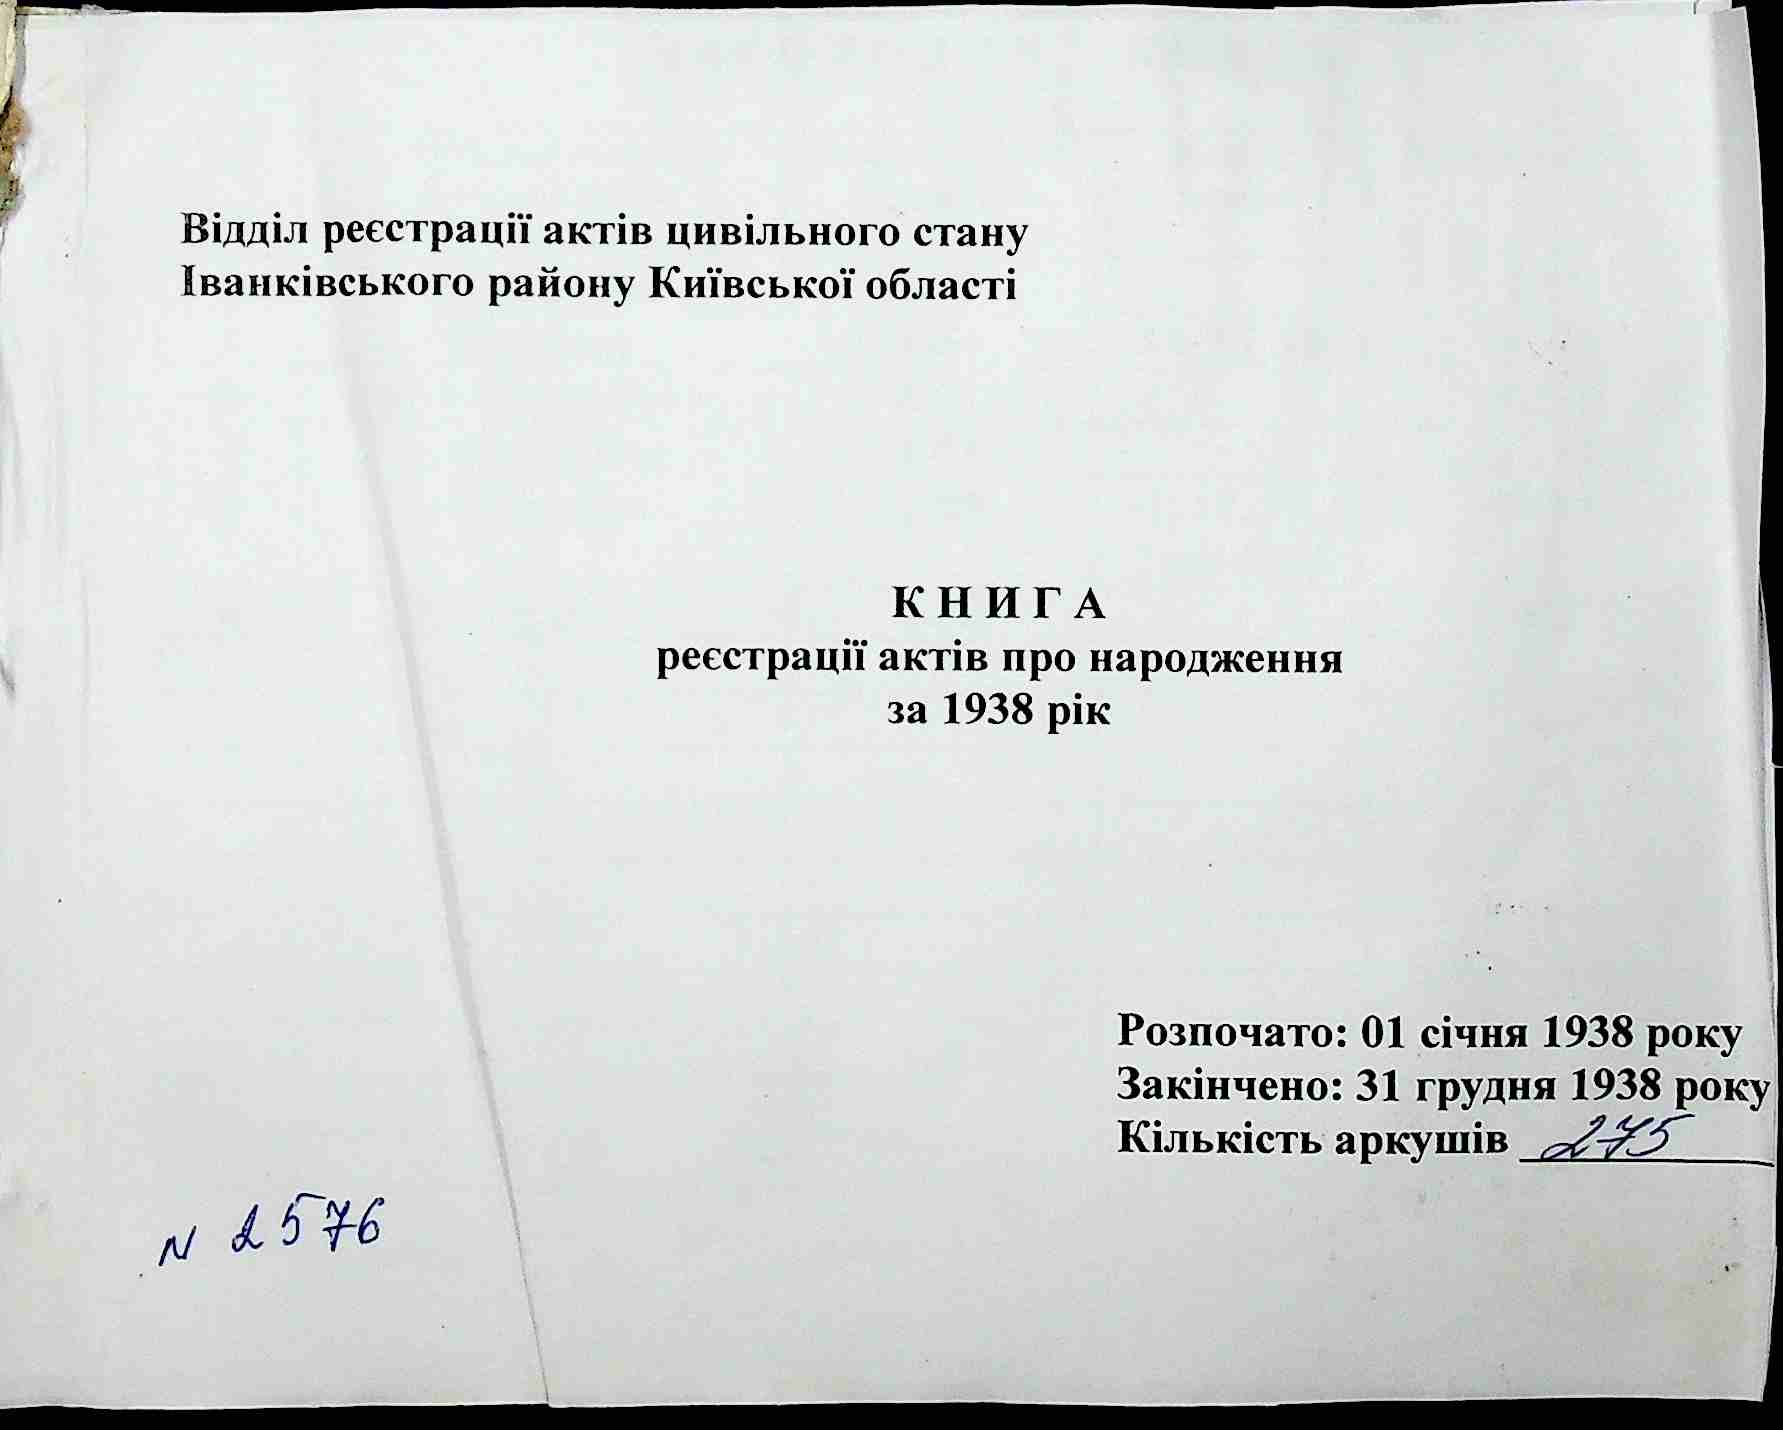 Відділ реєстрації актів цивільного стану
Іванківського району Київської області
К Н И Г А
реєстрації актів про народження
за 1938 рік
Розпочато: 01 січня 1938 року
Закінчено: 31 грудня 1938 року
Кількість аркушів 275
N 2576